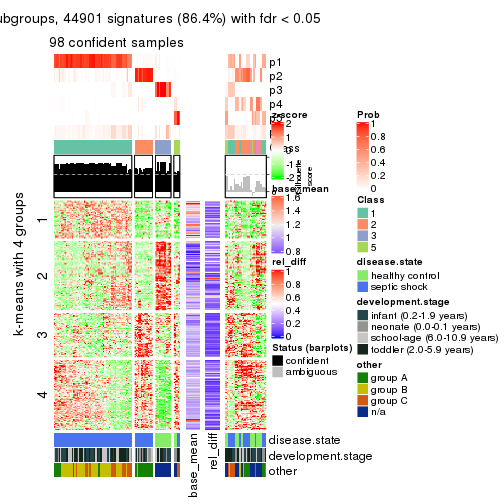 ubgroups, 44901 signatures (86.4%) with fdr < 0.05
98 confident samples
p1
p2
p3
p4
z-score
2
-2
Silhouette
score
base_mean
1.6
1.4
1.2
1
0.8
rel_diff
1
0.8
0.6
0.4
0.2
0
Status (barplots)
confident
ambiguous
Prob
1
0.8
0.6
0.4
0.2
0
Class
1
2
3
5
disease.state
healthy control
septic shock
development.stage
infant (0.2-1.9 years)
neonate (0.0-0.1 years)
school-age (6.0-10.9 years)
toddler (2.0-5.9 years)
other
group A
group B
group C
n/a
k-means with 4 groups
1
2
3
4
disease.state
development.stage
other
base_mean
rel_diff